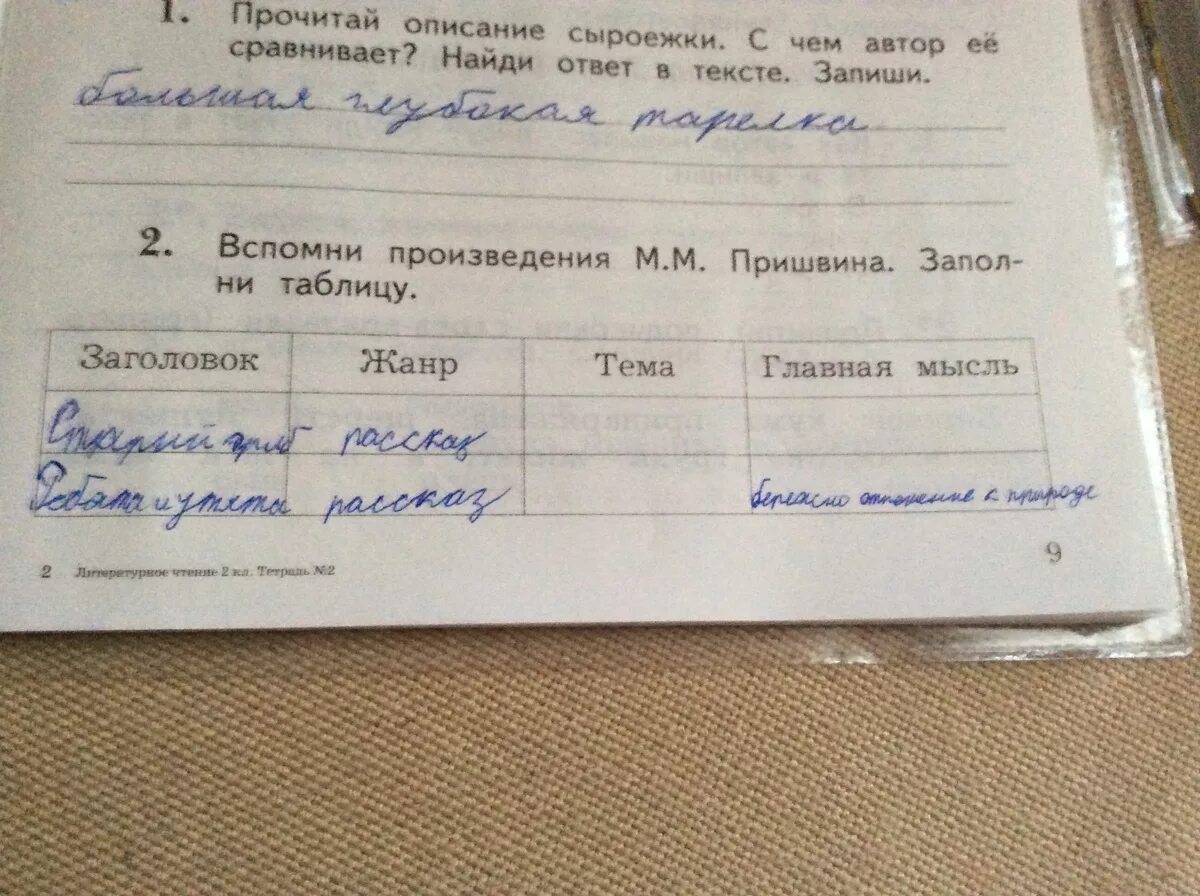 1. Прочитай описание сыроежки. С чем автор её
сравнивает? Найди ответ в тексте. Запиши.
большая глубокая тарелка
2. Вспомни произведения М.М. Пришвина. Запол-
ни таблицу.
Заголовок Жанр Тема Главная мысль
Старий гриб рассказ
Ребята и утята рассказ отношение к природе
2 Литературное чтение 2 кл. Тетрадь №2
9